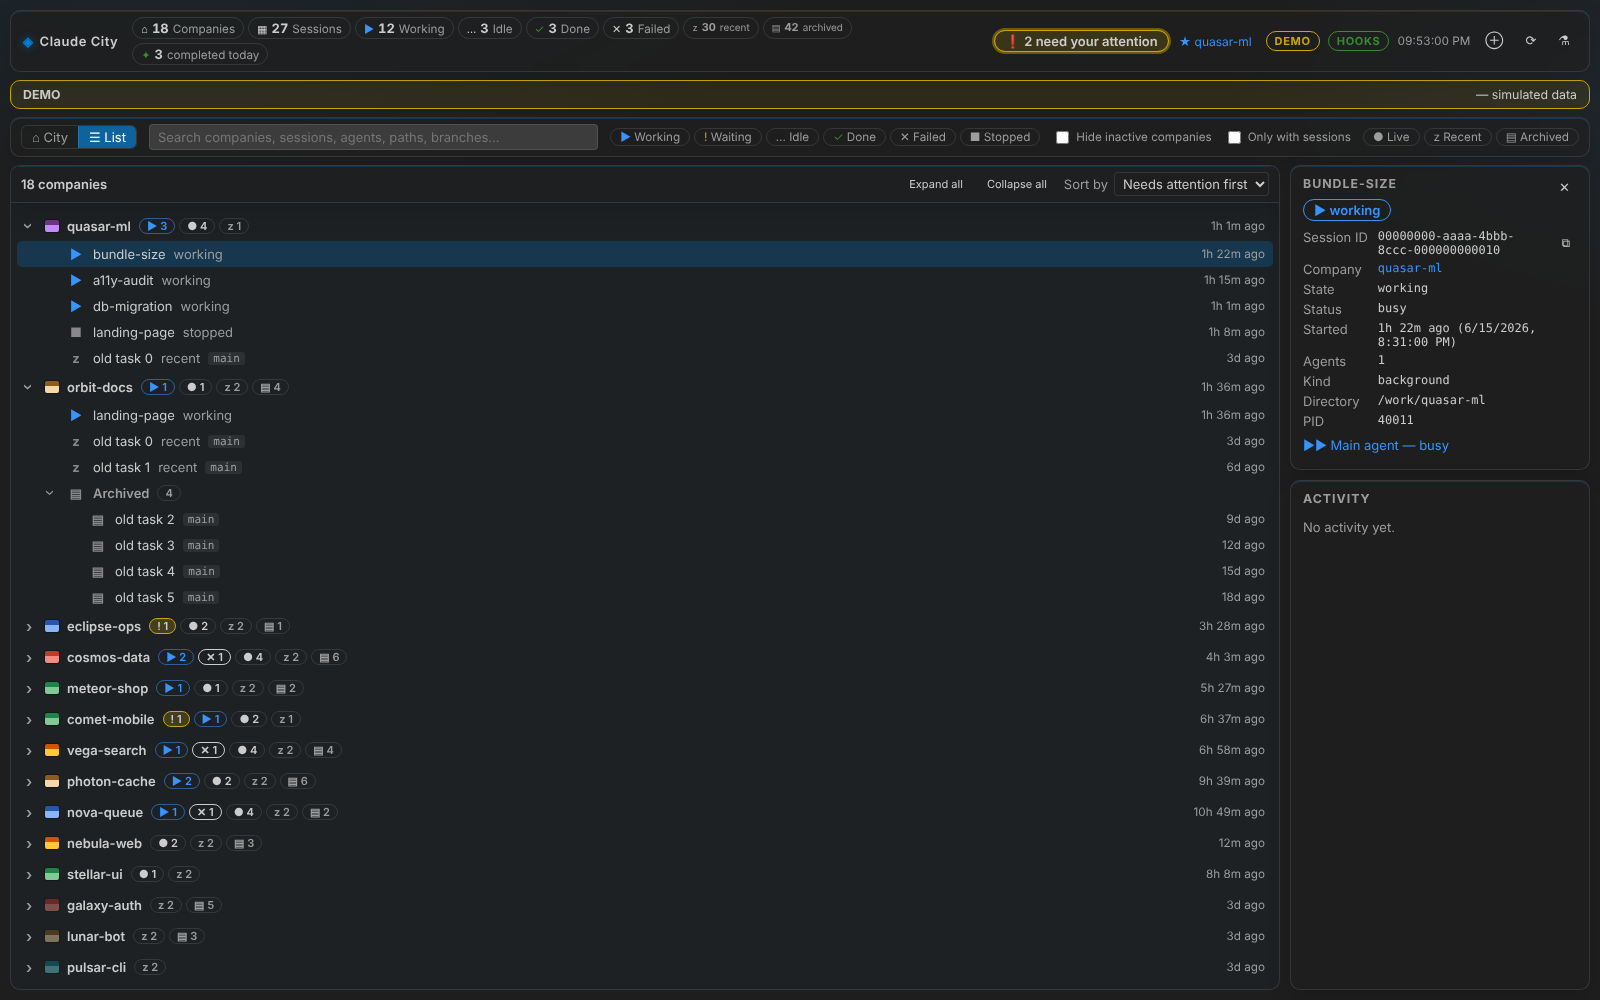 Claude City
18 Companies
27 Sessions
12 Working
... 3 Idle
✓ 3 Done
✕ 3 Failed
z 30 recent
42 archived
3 completed today
❗ 2 need your attention
★ quasar-ml
DEMO
HOOKS
09:53:00 PM
DEMO
— simulated data
City
List
Search companies, sessions, agents, paths, branches...
Working
! Waiting
... Idle
✓ Done
✕ Failed
Stopped
Hide inactive companies
Only with sessions
Live
z Recent
Archived
18 companies
Expand all
Collapse all
Sort by
Needs attention first
quasar-ml 3 4 z 1 1h 1m ago
bundle-size working 1h 22m ago
a11y-audit working 1h 15m ago
db-migration working 1h 1m ago
landing-page stopped 1h 8m ago
z old task 0 recent main 3d ago
orbit-docs 1 1 z 2 4 1h 36m ago
landing-page working 1h 36m ago
z old task 0 recent main 3d ago
z old task 1 recent main 6d ago
Archived 4
old task 2 main 9d ago
old task 3 main 12d ago
old task 4 main 15d ago
old task 5 main 18d ago
eclipse-ops ! 1 2 z 2 1 3h 28m ago
cosmos-data 2 ✕ 1 4 z 2 6 4h 3m ago
meteor-shop 1 1 z 2 2 5h 27m ago
comet-mobile ! 1 1 2 z 1 6h 37m ago
vega-search 1 ✕ 1 4 z 2 4 6h 58m ago
photon-cache 2 2 z 2 6 9h 39m ago
nova-queue 1 ✕ 1 4 z 2 2 10h 49m ago
nebula-web 2 z 2 3 12m ago
stellar-ui 1 z 2 8h 8m ago
galaxy-auth z 2 5 3d ago
lunar-bot z 2 3 3d ago
pulsar-cli z 2 3d ago
BUNDLE-SIZE
working
Session ID 00000000-aaaa-4bbb-
8ccc-000000000010
Company quasar-ml
State working
Status busy
Started 1h 22m ago (6/15/2026,
8:31:00 PM)
Agents 1
Kind background
Directory /work/quasar-ml
PID 40011
Main agent — busy
ACTIVITY
No activity yet.